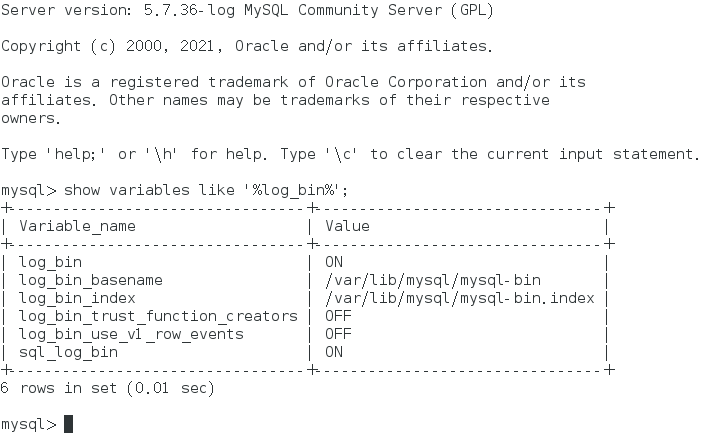 Server version: 5.7.36-log MySQL Community Server (GPL)
Copyright (c) 2000, 2021, Oracle and/or its affiliates.
Oracle is a registered trademark of Oracle Corporation and/or its
affiliates. Other names may be trademarks of their respective
owners.
Type 'help;' or '\h' for help. Type '\c' to clear the current input statement.
mysql> show variables like '%log_bin%';
+---------------------------------+--------------------------------+
| Variable_name                   | Value                          |
+---------------------------------+--------------------------------+
| log_bin                         | ON                             |
| log_bin_basename                | /var/lib/mysql/mysql-bin       |
| log_bin_index                   | /var/lib/mysql/mysql-bin.index |
| log_bin_trust_function_creators | OFF                            |
| log_bin_use_v1_row_events       | OFF                            |
| sql_log_bin                     | ON                             |
+---------------------------------+--------------------------------+
6 rows in set (0.01 sec)
mysql>